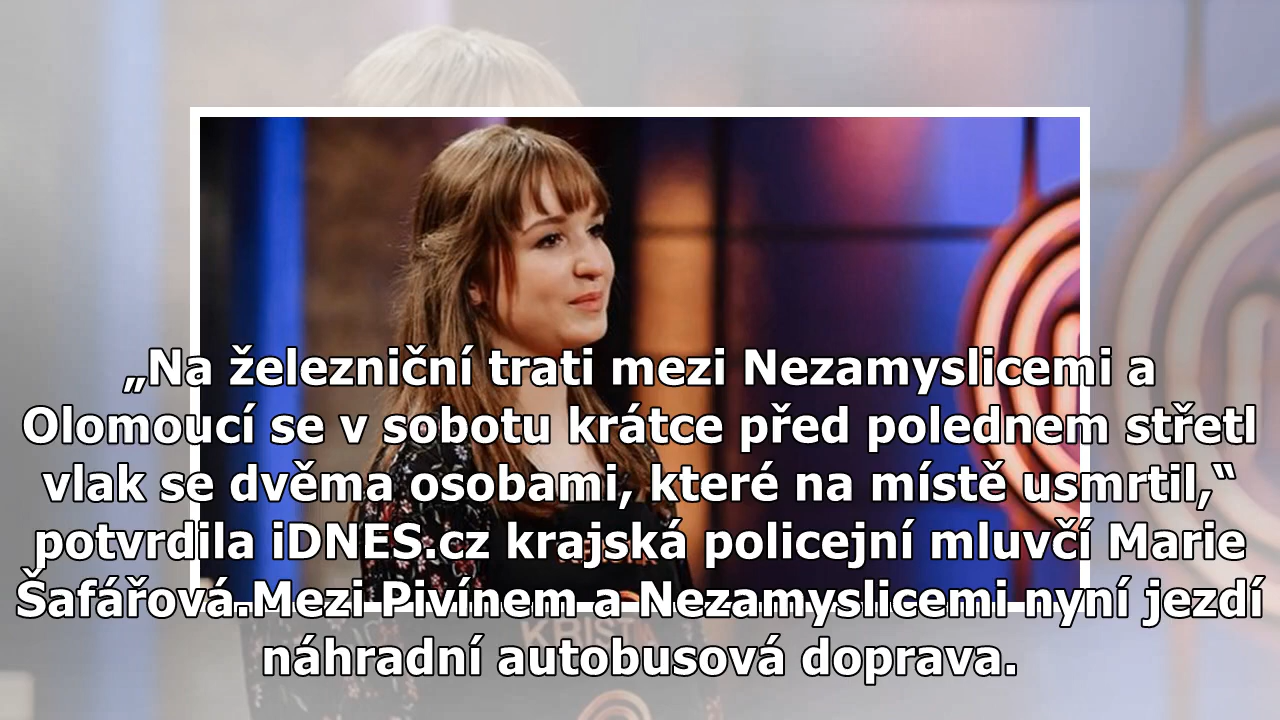 „Na železniční trati mezi Nezamyslicemi a
Olomoucí se v sobotu krátce před polednem střetl
vlak se dvěma osobami, které na místě usmrtil,“
potvrdila iDNES.cz krajská policejní mluvčí Marie
Šafářová.Mezi Pivínem a Nezamyslicemi nyní jezdí
náhradní autobusová doprava.